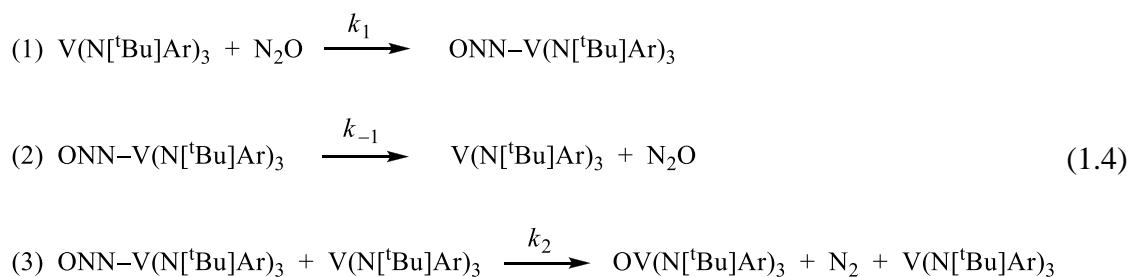 (1) V(N[ᵗBu]Ar)₃ + N₂O k₁ ONN–V(N[ᵗBu]Ar)₃
(2) ONN–V(N[ᵗBu]Ar)₃ k₋₁ V(N[ᵗBu]Ar)₃ + N₂O (1.4)
(3) ONN–V(N[ᵗBu]Ar)₃ + V(N[ᵗBu]Ar)₃ k₂ OV(N[ᵗBu]Ar)₃ + N₂ + V(N[ᵗBu]Ar)₃